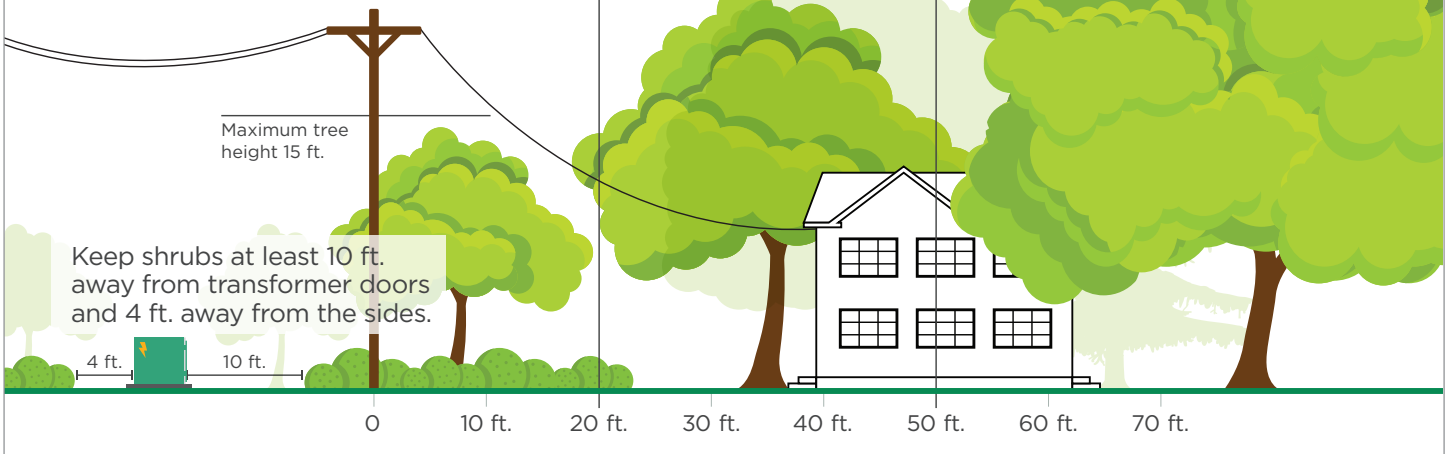 Maximum tree
height 15 ft.
Keep shrubs at least 10 ft.
away from transformer doors
and 4 ft. away from the sides.
4 ft.
10 ft.
0
10 ft.
20 ft.
30 ft.
40 ft.
50 ft.
60 ft.
70 ft.